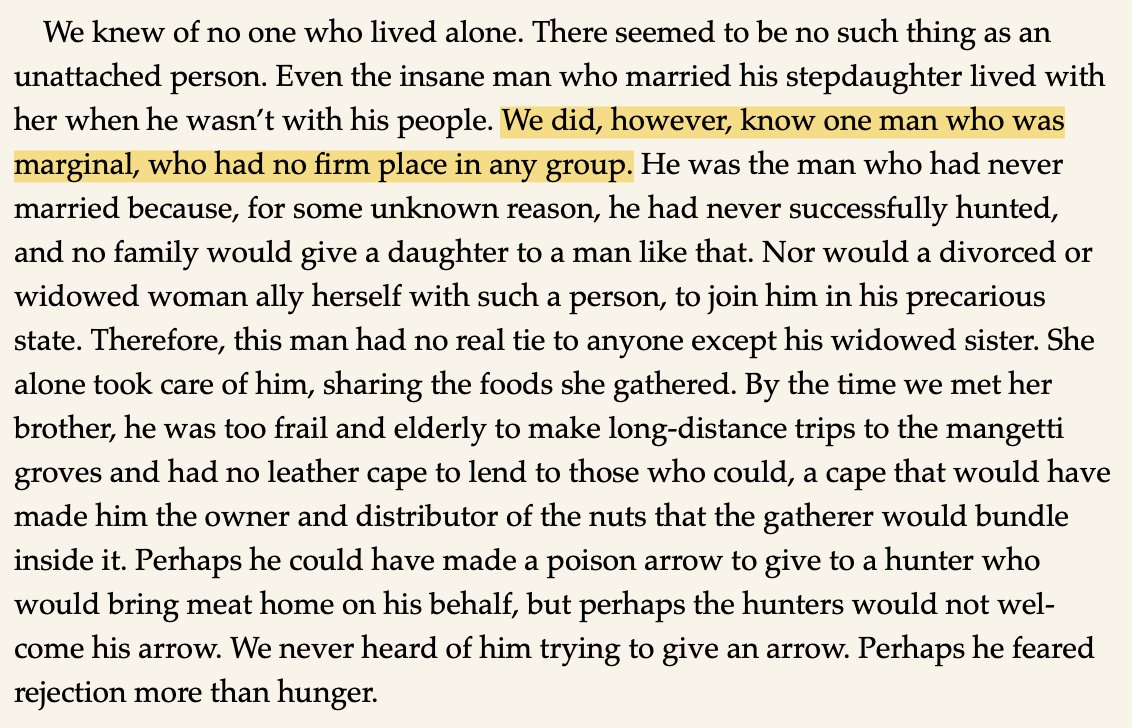 We knew of no one who lived alone. There seemed to be no such thing as an
unattached person. Even the insane man who married his stepdaughter lived with
her when he wasn’t with his people. We did, however, know one man who was
marginal, who had no firm place in any group. He was the man who had never
married because, for some unknown reason, he had never successfully hunted,
and no family would give a daughter to a man like that. Nor would a divorced or
widowed woman ally herself with such a person, to join him in his precarious
state. Therefore, this man had no real tie to anyone except his widowed sister. She
alone took care of him, sharing the foods she gathered. By the time we met her
brother, he was too frail and elderly to make long-distance trips to the mangetti
groves and had no leather cape to lend to those who could, a cape that would have
made him the owner and distributor of the nuts that the gatherer would bundle
inside it. Perhaps he could have made a poison arrow to give to a hunter who
would bring meat home on his behalf, but perhaps the hunters would not wel-
come his arrow. We never heard of him trying to give an arrow. Perhaps he feared
rejection more than hunger.